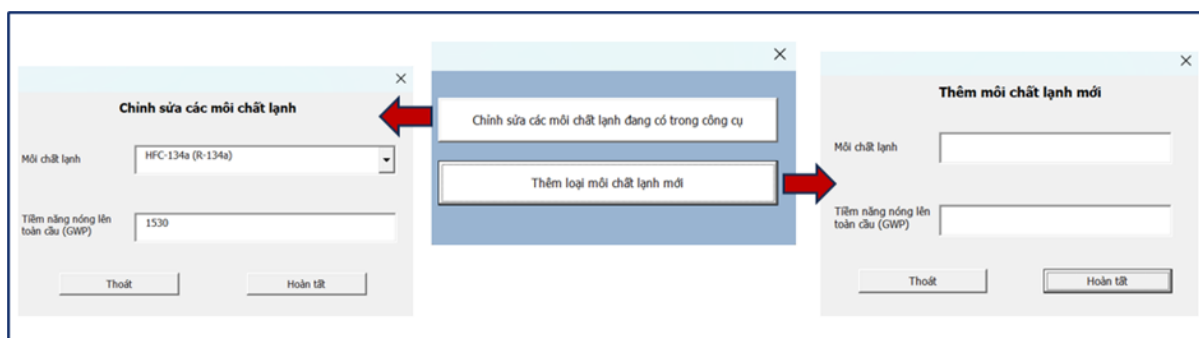 Chỉnh sửa các môi chất lạnh
Môi chất lạnh
HFC-134a (R-134a)
Tiềm năng nóng lên
toàn cầu (GWP)
1530
Thoát
Hoàn tất
Chỉnh sửa các môi chất lạnh đang có trong công cụ
Thêm loại môi chất lạnh mới
Thêm môi chất lạnh mới
Môi chất lạnh
Tiềm năng nóng lên
toàn cầu (GWP)
Thoát
Hoàn tất